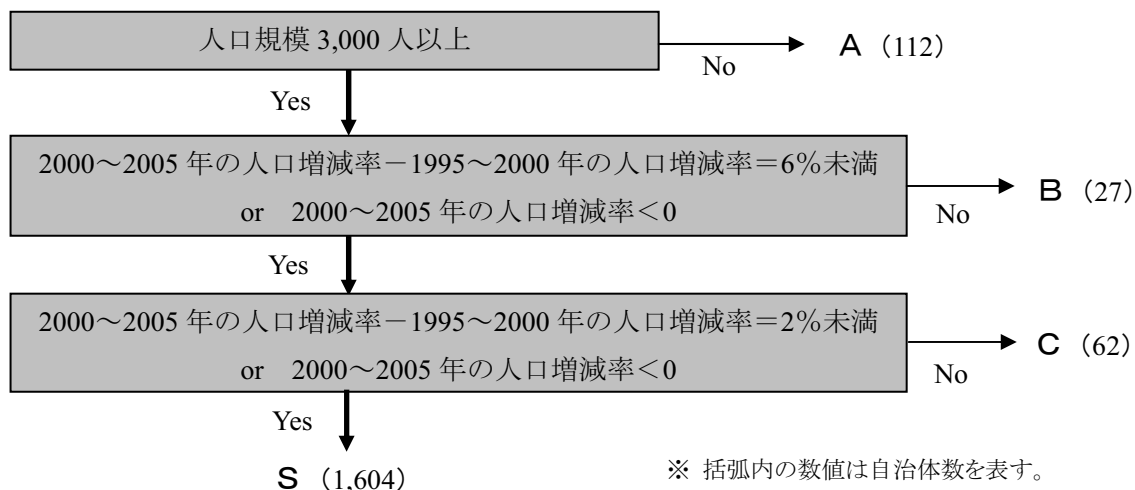 人口規模 3,000 人以上
No
A (112)
Yes
2000～2005 年の人口増減率－1995～2000 年の人口増減率＝6％未満
or 2000～2005 年の人口増減率＜0
No
B (27)
Yes
2000～2005 年の人口増減率－1995～2000 年の人口増減率＝2％未満
or 2000～2005 年の人口増減率＜0
No
C (62)
Yes
S (1,604)
※ 括弧内の数値は自治体数を表す。